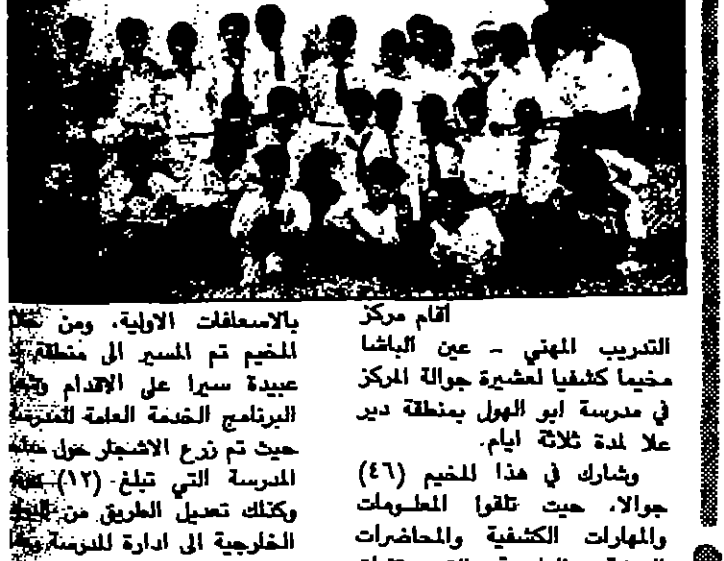 أقام مركز
التدريب المهني - عين الباشا
مخيما كشفيا لعشيرة جوالة المركز
في مدرسة ابو الهول بمنطقة دير
علا لمدة ثلاثة ايام.
وشارك في هذا المخيم (٤٦)
جوالا، حيت تلقوا المعلومات
والمهارات الكشفية والمحاضرات
بالاسعافات الاولية، ومن
المخيم تم المسير الى منطقة
عبيدة سيرا على الاقدام
البرنامج الخدمة العامة للمدرسة
حيث تم زرع الاشجار حول
المدرسة التي تبلغ (١٢)
وكذلك تعديل الطريق من
الخارجية الى ادارة المدرسة